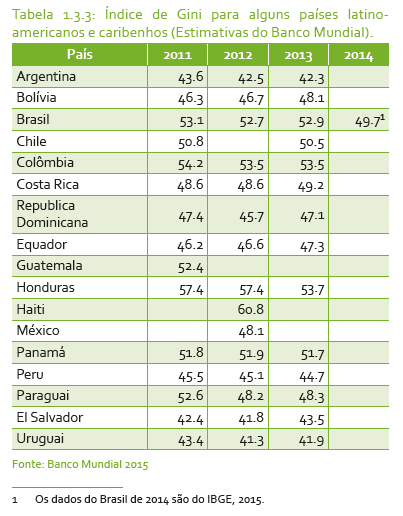 Tabela 1.3.3: Índice de Gini para alguns países latino-
americanos e caribenhos (Estimativas do Banco Mundial).
País 2011 2012 2013 2014
Argentina 43.6 42.5 42.3
Bolívia 46.3 46.7 48.1
Brasil 53.1 52.7 52.9 49.7¹
Chile 50.8 50.5
Colômbia 54.2 53.5 53.5
Costa Rica 48.6 48.6 49.2
Republica
Dominicana 47.4 45.7 47.1
Equador 46.2 46.6 47.3
Guatemala 52.4
Honduras 57.4 57.4 53.7
Haiti 60.8
México 48.1
Panamá 51.8 51.9 51.7
Peru 45.5 45.1 44.7
Paraguai 52.6 48.2 48.3
El Salvador 42.4 41.8 43.5
Uruguai 43.4 41.3 41.9
Fonte: Banco Mundial 2015
1 Os dados do Brasil de 2014 são do IBGE, 2015.